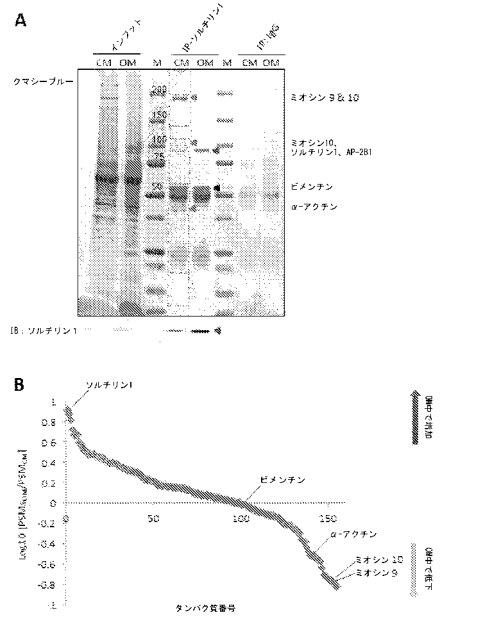 A
インプット
IP-ソルチリン1
IP: IgG
CM OM M CM OM M CM OM
クマシーブルー
200
150
100
75
50
ミオシン 9 & 10
ミオシン10、
ソルチリン1、AP-2B1
ビメンチン
α-アクチン
IB : ソルチリン 1
B
ソルチリン1
1
0.8
0.6
0.4
0.2
0
-0.2
-0.4
-0.6
-0.8
-1
0
50
100
150
ビメンチン
α-アクチン
ミオシン 10
ミオシン 9
タンパク質番号
OM中で増加
OM中で低下